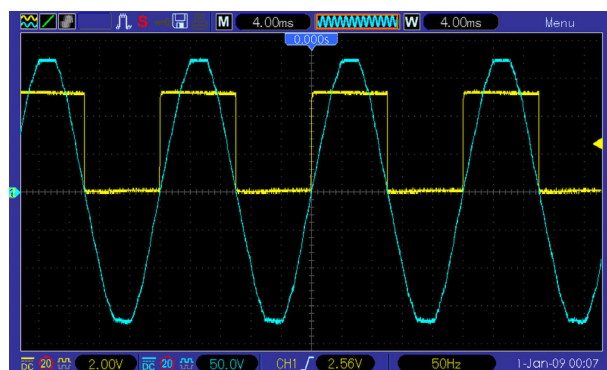 S M 4.00ms W 4.00ms Menu
0.000s
DC 20 2.00V DC 20 50.0V CH1 2.56V 50Hz 1-Jan-09 00:07